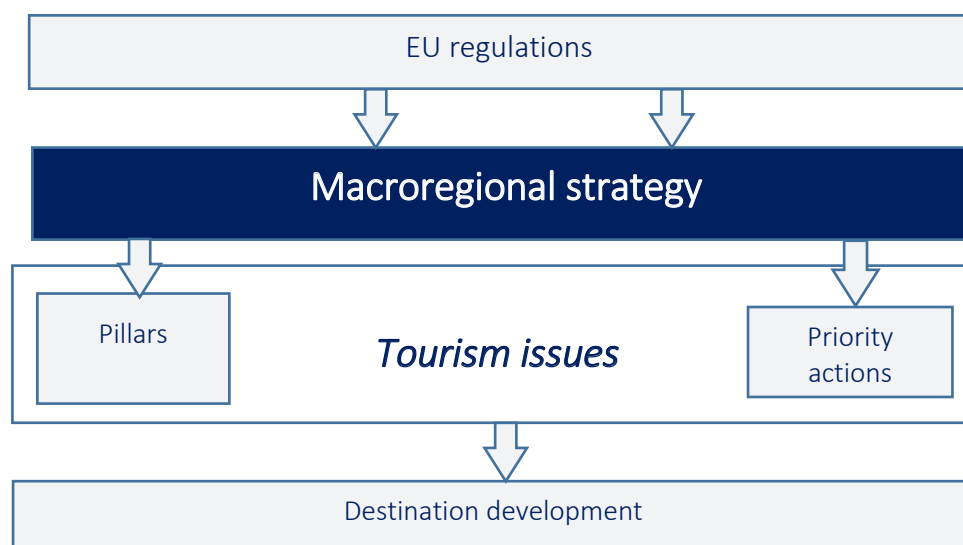 EU regulations
Macroregional strategy
Pillars
Tourism issues
Priority
actions
Destination development